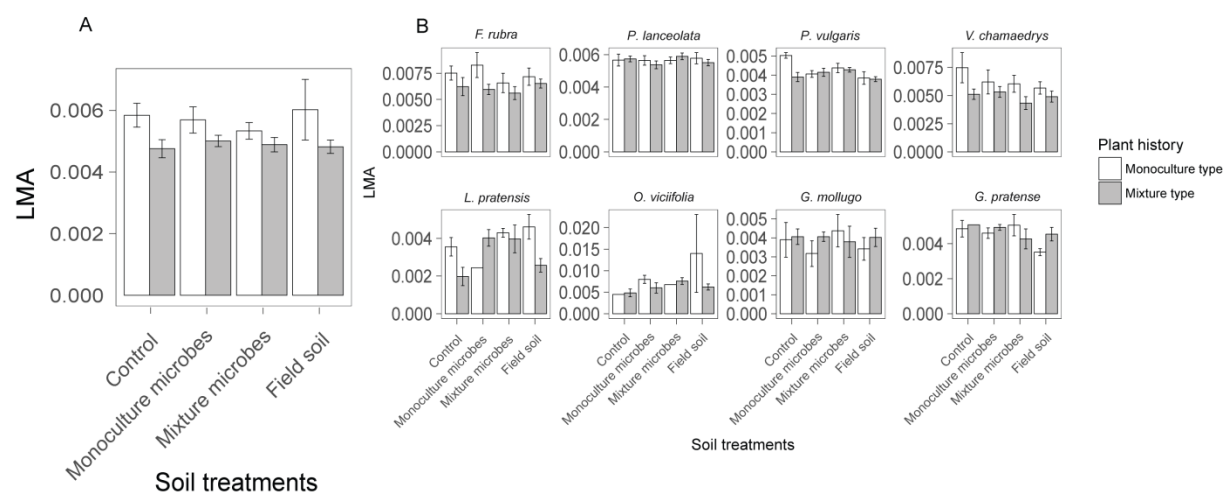 A
LMA
0.006
0.004
0.002
0.000
Control
Monoculture microbes
Mixture microbes
Field soil
Soil treatments
B
LMA
F. rubra
0.0075
0.0050
0.0025
0.0000
P. lanceolata
0.006
0.004
0.002
0.000
P. vulgaris
0.005
0.004
0.003
0.002
0.001
0.000
V. chamaedrys
0.0075
0.0050
0.0025
0.0000
L. pratensis
0.004
0.002
0.000
Control
Monoculture microbes
Mixture microbes
Field soil
O. viciifolia
0.020
0.015
0.010
0.005
0.000
Control
Monoculture microbes
Mixture microbes
Field soil
G. mollugo
0.005
0.004
0.003
0.002
0.001
0.000
Control
Monoculture microbes
Mixture microbes
Field soil
G. pratense
0.004
0.002
0.000
Control
Monoculture microbes
Mixture microbes
Field soil
Soil treatments
Plant history
Monoculture type
Mixture type